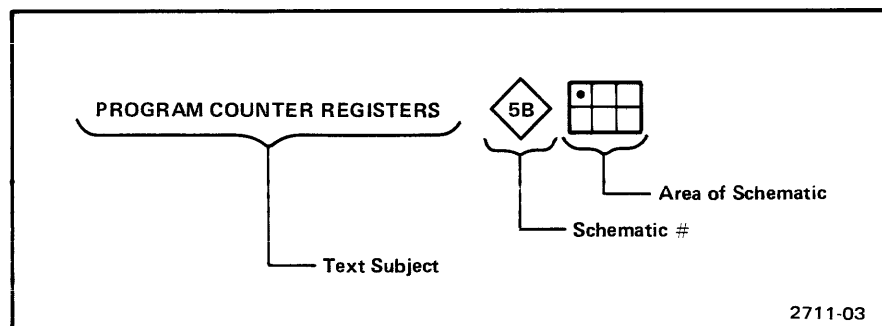 PROGRAM COUNTER REGISTERS 5B
Area of Schematic
Schematic #
Text Subject
2711-03